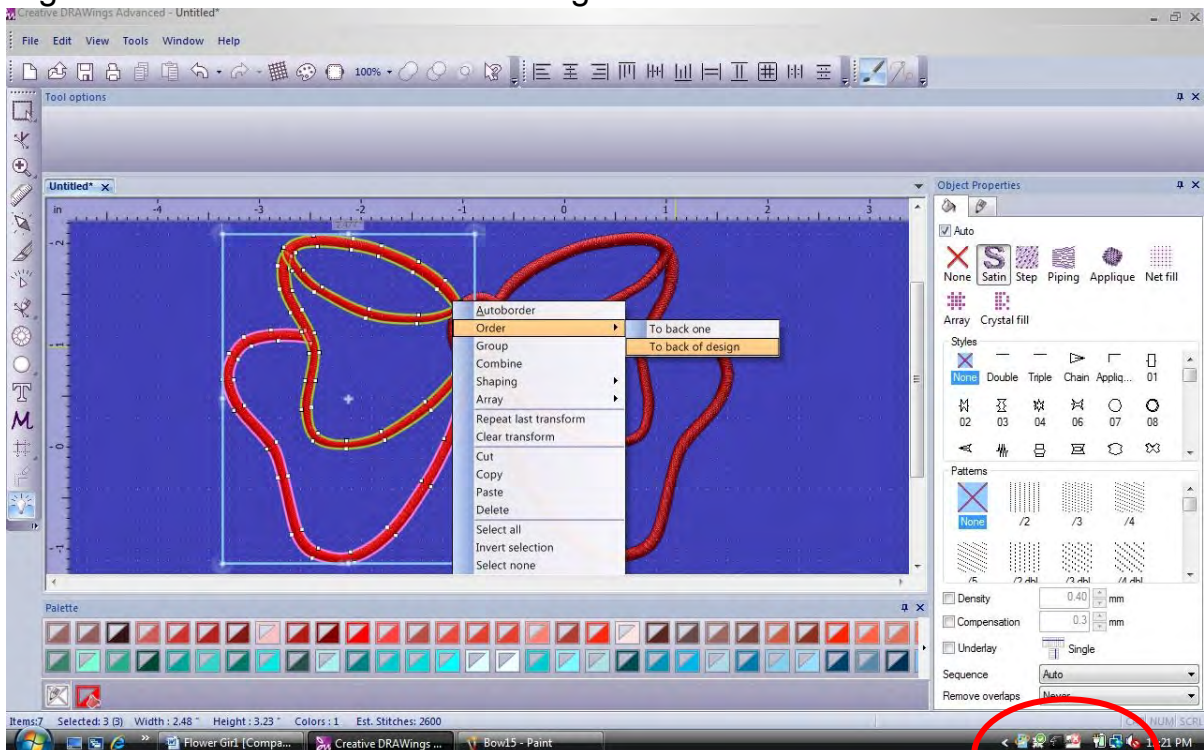 Creative DRAWings Advanced - Untitled*
File Edit View Tools Window Help
100%
Tool options
Untitled* x
Object Properties
in -4 -3 -2 -1 0 1 2 3
Auto
None Satin Step Piping Applique Net fill
Array Crystal fill
Styles
None Double Triple Chain Appliq... 01
02 03 04 06 07 08
Patterns
None /2 /3 /4
/5 /2 dbl /3 dbl /4 dbl
Autoborder
Order
To back one
To back of design
Group
Combine
Shaping
Array
Repeat last transform
Clear transform
Cut
Copy
Paste
Delete
Select all
Invert selection
Select none
Density 0.40 mm
Compensation 0.3 mm
Underlay Single
Sequence Auto
Remove overlaps Never
Palette
Items:7 Selected: 3 (3) Width : 2.48 " Height : 3.23 " Colors : 1 Est. Stitches: 2600
NUM SCRL
Flower Girl [Compa... Creative DRAWings ... Bow15 - Paint
21 PM